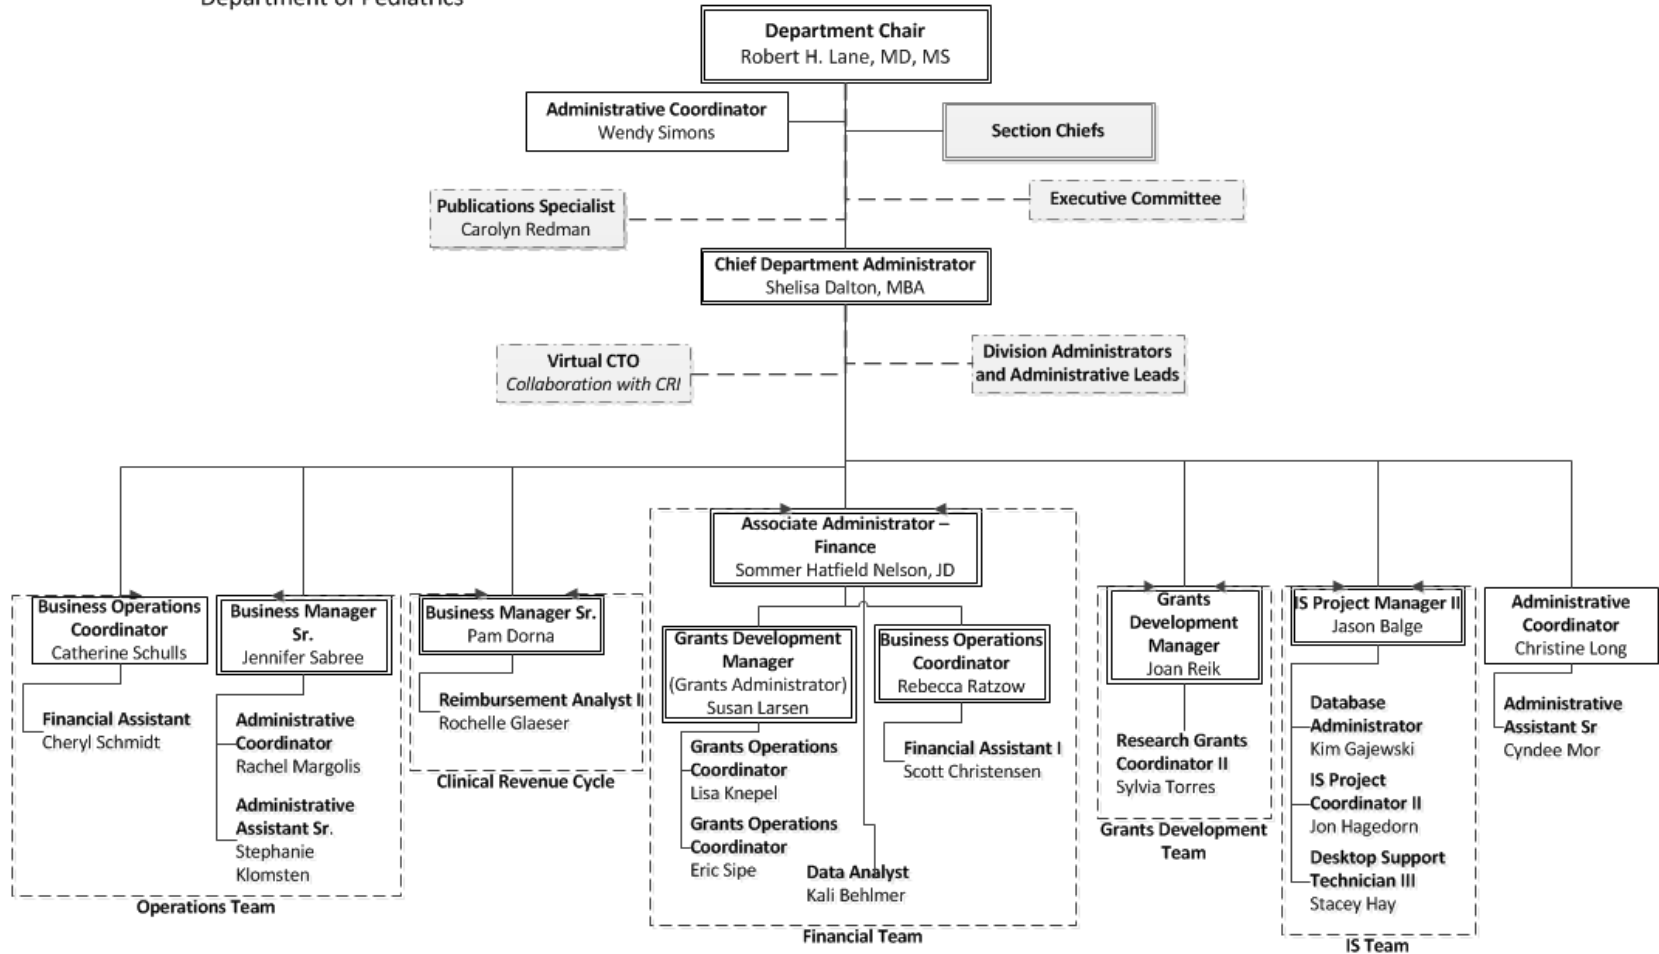 Department of Pediatrics
Department Chair
Robert H. Lane, MD, MS
Administrative Coordinator
Wendy Simons
Section Chiefs
Publications Specialist
Carolyn Redman
Executive Committee
Chief Department Administrator
Shelisa Dalton, MBA
Virtual CTO
Collaboration with CRI
Division Administrators
and Administrative Leads
Business Operations
Coordinator
Catherine Schulls
Financial Assistant
Cheryl Schmidt
Business Manager
Sr.
Jennifer Sabree
Administrative
Coordinator
Rachel Margolis
Administrative
Assistant Sr.
Stephanie
Klomsten
Operations Team
Business Manager Sr.
Pam Dorna
Reimbursement Analyst I
Rochelle Glaeser
Clinical Revenue Cycle
Associate Administrator –
Finance
Sommer Hatfield Nelson, JD
Grants Development
Manager
(Grants Administrator)
Susan Larsen
Grants Operations
Coordinator
Lisa Knepel
Grants Operations
Coordinator
Eric Sipe
Business Operations
Coordinator
Rebecca Ratzow
Financial Assistant I
Scott Christensen
Data Analyst
Kali Behlmer
Financial Team
Grants
Development
Manager
Joan Reik
Research Grants
Coordinator II
Sylvia Torres
Grants Development
Team
IS Project Manager II
Jason Balge
Database
Administrator
Kim Gajewski
IS Project
Coordinator II
Jon Hagedorn
Desktop Support
Technician III
Stacey Hay
IS Team
Administrative
Coordinator
Christine Long
Administrative
Assistant Sr
Cyndee Mor